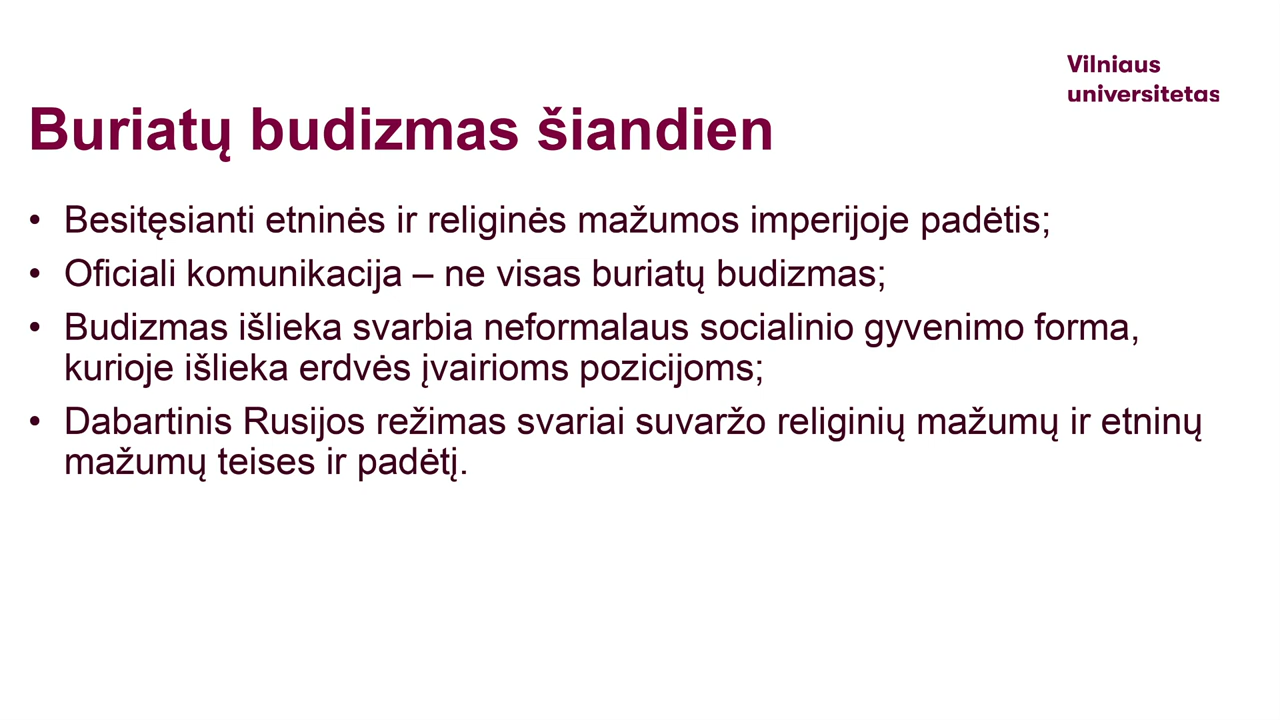 Vilniaus
universitetas
Buriatų budizmas šiandien
• Besitęsianti etninės ir religinės mažumos imperijoje padėtis;
• Oficiali komunikacija – ne visas buriatų budizmas;
• Budizmas išlieka svarbia neformalaus socialinio gyvenimo forma,
kurioje išlieka erdvės įvairioms pozicijoms;
• Dabartinis Rusijos režimas svariai suvaržo religinių mažumų ir etninų
mažumų teises ir padėtį.